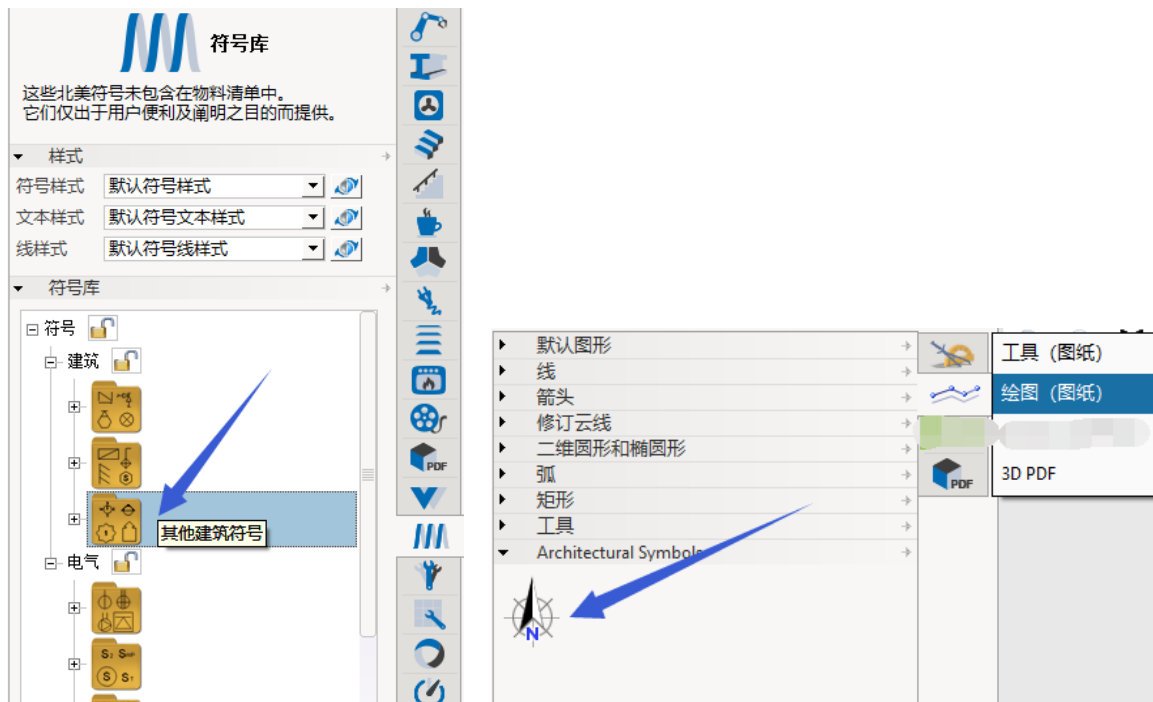 符号库
这些北美符号未包含在物料清单中。
它们仅出于用户便利及阐明之目的而提供。
样式
符号样式 默认符号样式
文本样式 默认符号文本样式
线样式 默认符号线样式
符号库
符号
建筑
其他建筑符号
电气
PDF
默认图形
线
箭头
修订云线
二维圆形和椭圆形
弧
矩形
工具
Architectural Symbols
N
工具（图纸）
绘图（图纸）
PDF
3D PDF